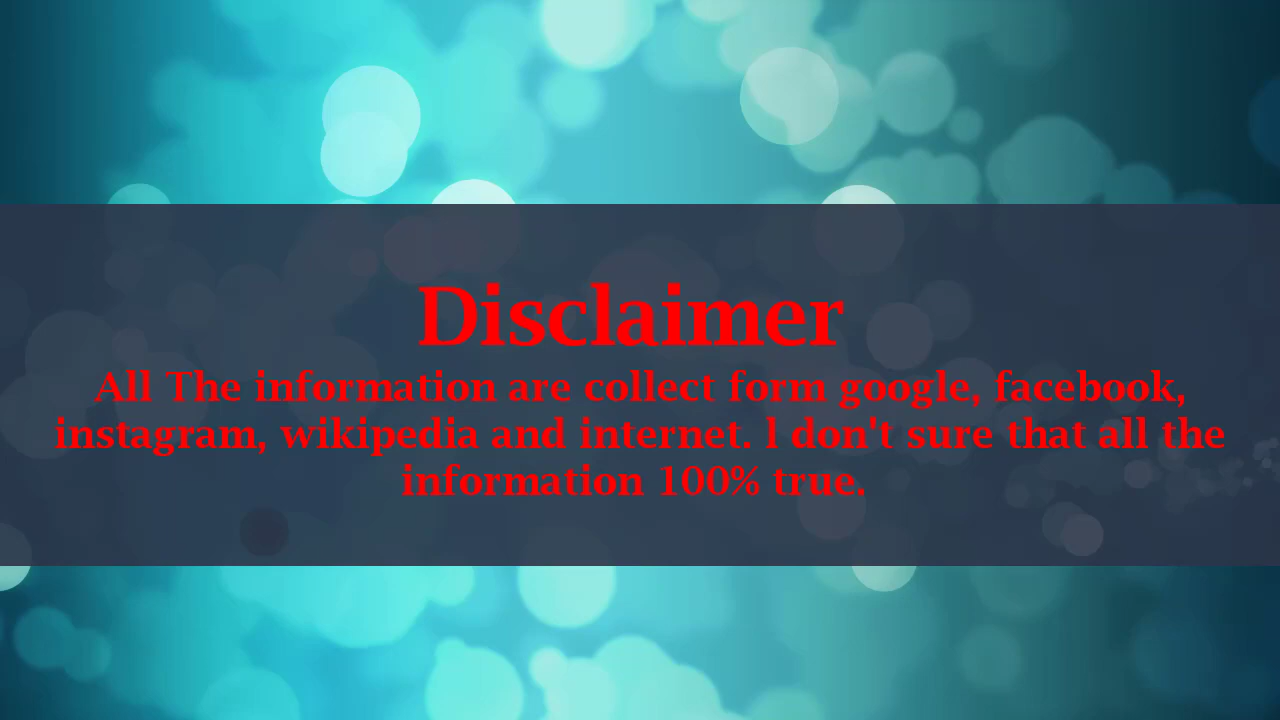 Disclaimer
All The information are collect form google, facebook,
instagram, wikipedia and internet. I don't sure that all the
information 100% true.